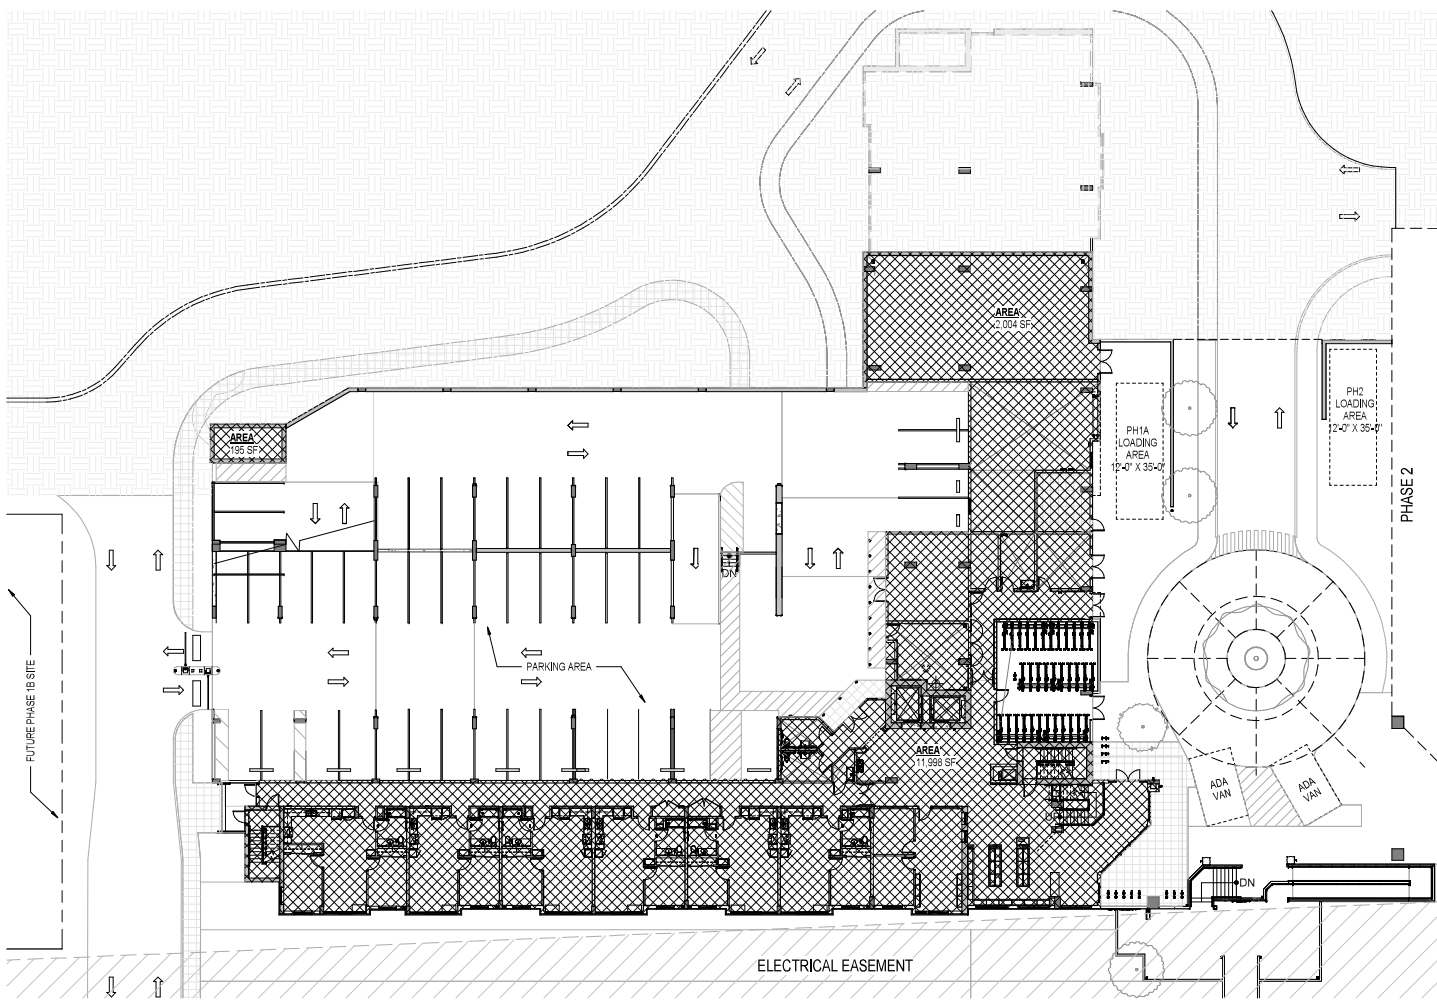 AREA
2,004 SF
PH1A
LOADING
AREA
12'-0" X 35'-0"
PH2
LOADING
AREA
12'-0" X 35'-0"
PHASE 2
AREA
195 SF
DN
PARKING AREA
FUTURE PHASE 1B SITE
AREA
11,998 SF
ADA
VAN
ADA
VAN
DN
ELECTRICAL EASEMENT